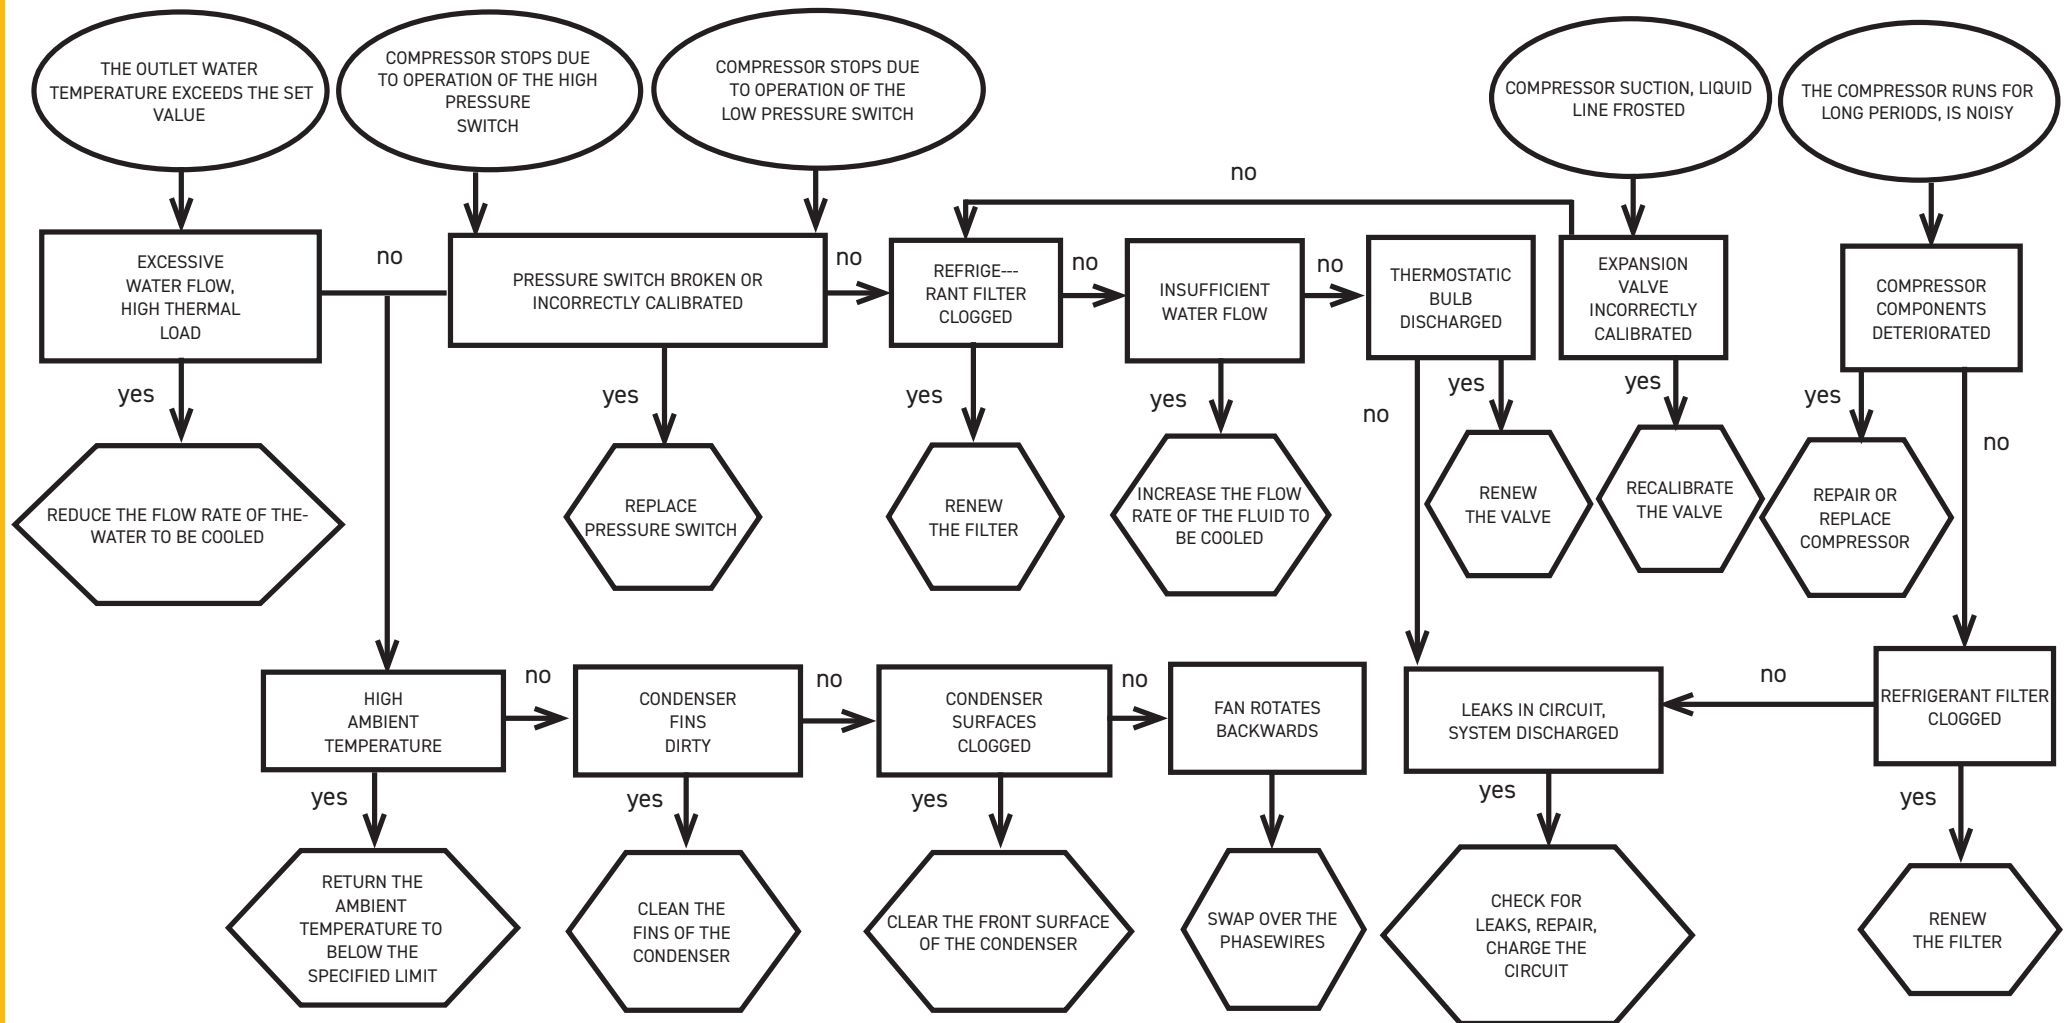 THE OUTLET WATER
TEMPERATURE EXCEEDS THE SET
VALUE
COMPRESSOR STOPS DUE
TO OPERATION OF THE HIGH
PRESSURE
SWITCH
COMPRESSOR STOPS DUE
TO OPERATION OF THE
LOW PRESSURE SWITCH
COMPRESSOR SUCTION, LIQUID
LINE FROSTED
THE COMPRESSOR RUNS FOR
LONG PERIODS, IS NOISY
no
EXCESSIVE
WATER FLOW,
HIGH THERMAL
LOAD
no
PRESSURE SWITCH BROKEN OR
INCORRECTLY CALIBRATED
no
REFRIGE---
RANT FILTER
CLOGGED
no
INSUFFICIENT
WATER FLOW
no
THERMOSTATIC
BULB
DISCHARGED
EXPANSION
VALVE
INCORRECTLY
CALIBRATED
COMPRESSOR
COMPONENTS
DETERIORATED
yes
yes
yes
yes
no
yes
yes
yes
no
REDUCE THE FLOW RATE OF THE-
WATER TO BE COOLED
REPLACE
PRESSURE SWITCH
RENEW
THE FILTER
INCREASE THE FLOW
RATE OF THE FLUID TO
BE COOLED
RENEW
THE VALVE
RECALIBRATE
THE VALVE
REPAIR OR
REPLACE
COMPRESSOR
HIGH
AMBIENT
TEMPERATURE
no
CONDENSER
FINS
DIRTY
no
CONDENSER
SURFACES
CLOGGED
no
FAN ROTATES
BACKWARDS
LEAKS IN CIRCUIT,
SYSTEM DISCHARGED
no
REFRIGERANT FILTER
CLOGGED
yes
yes
yes
yes
yes
RETURN THE
AMBIENT
TEMPERATURE TO
BELOW THE
SPECIFIED LIMIT
CLEAN THE
FINS OF THE
CONDENSER
CLEAR THE FRONT SURFACE
OF THE CONDENSER
SWAP OVER THE
PHASEWIRES
CHECK FOR
LEAKS, REPAIR,
CHARGE THE
CIRCUIT
RENEW
THE FILTER